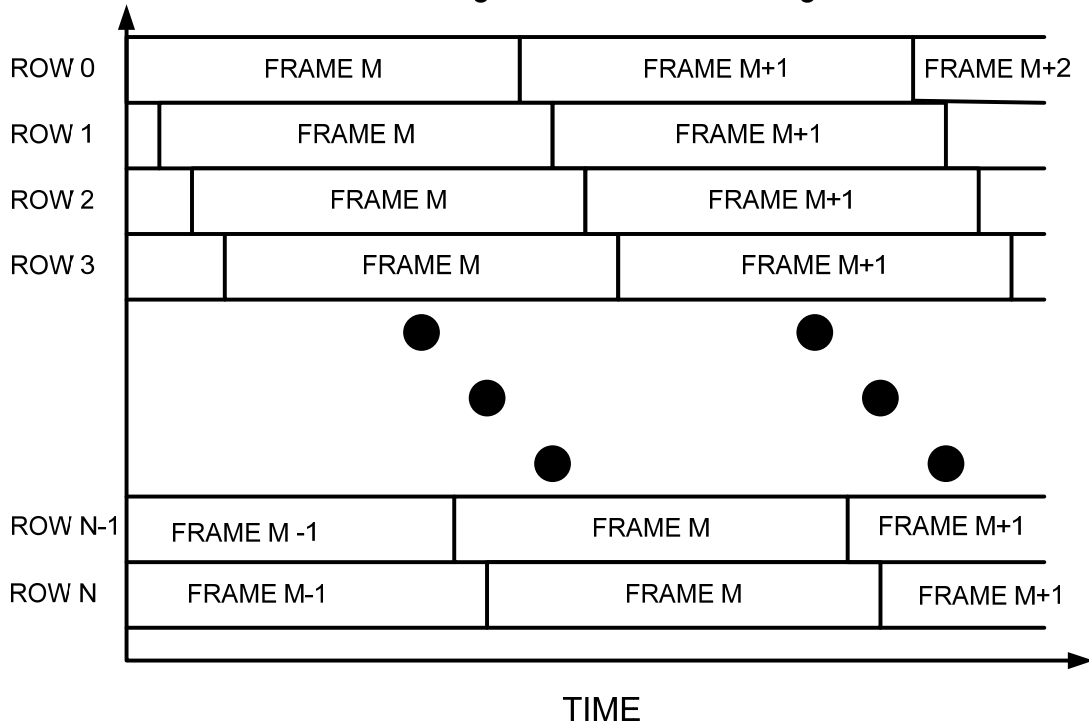 ROW 0 FRAME M FRAME M+1 FRAME M+2
ROW 1 FRAME M FRAME M+1
ROW 2 FRAME M FRAME M+1
ROW 3 FRAME M FRAME M+1
ROW N-1 FRAME M -1 FRAME M FRAME M+1
ROW N FRAME M-1 FRAME M FRAME M+1
TIME